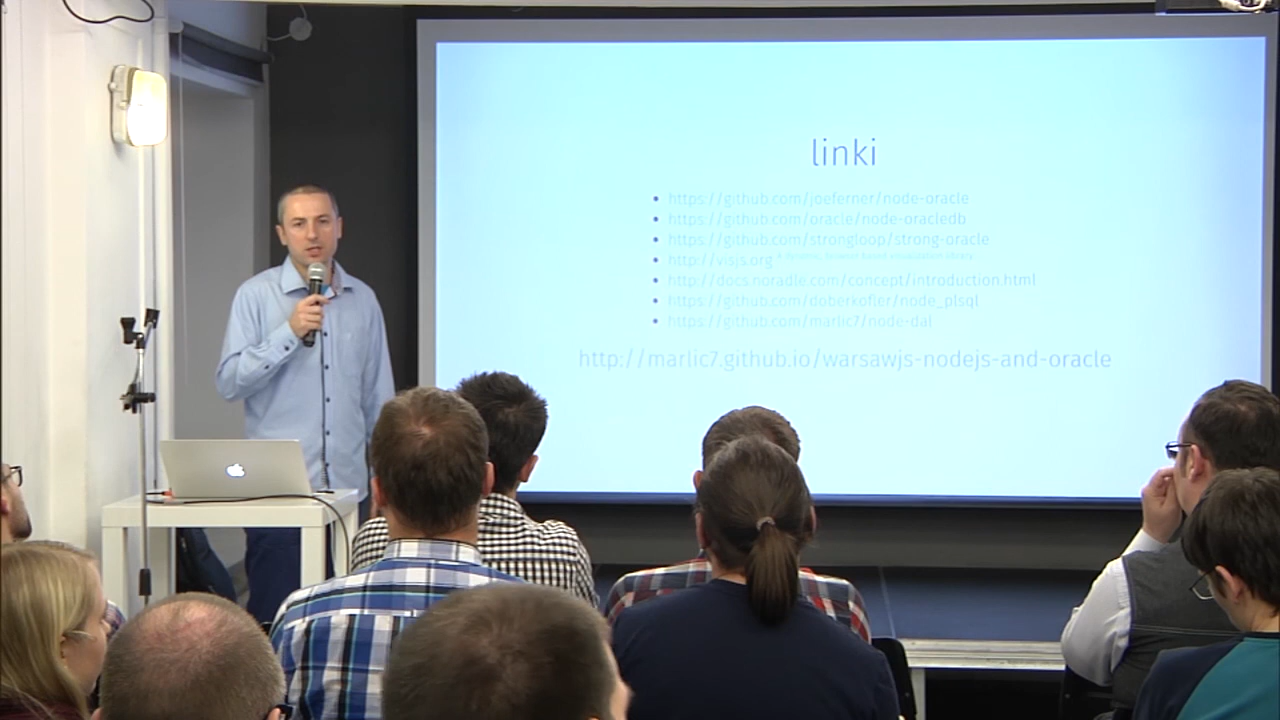 linki
https://github.com/joeferner/node-oracle
https://github.com/oracle/node-oracledb
https://github.com/strongloop/strong-oracle
http://visjs.org
http://docs.noradle.com/concept/introduction.html
https://github.com/doberkofler/node_plsql
https://github.com/marlic7/node-dal
http://marlic7.github.io/warsawjs-nodejs-and-oracle